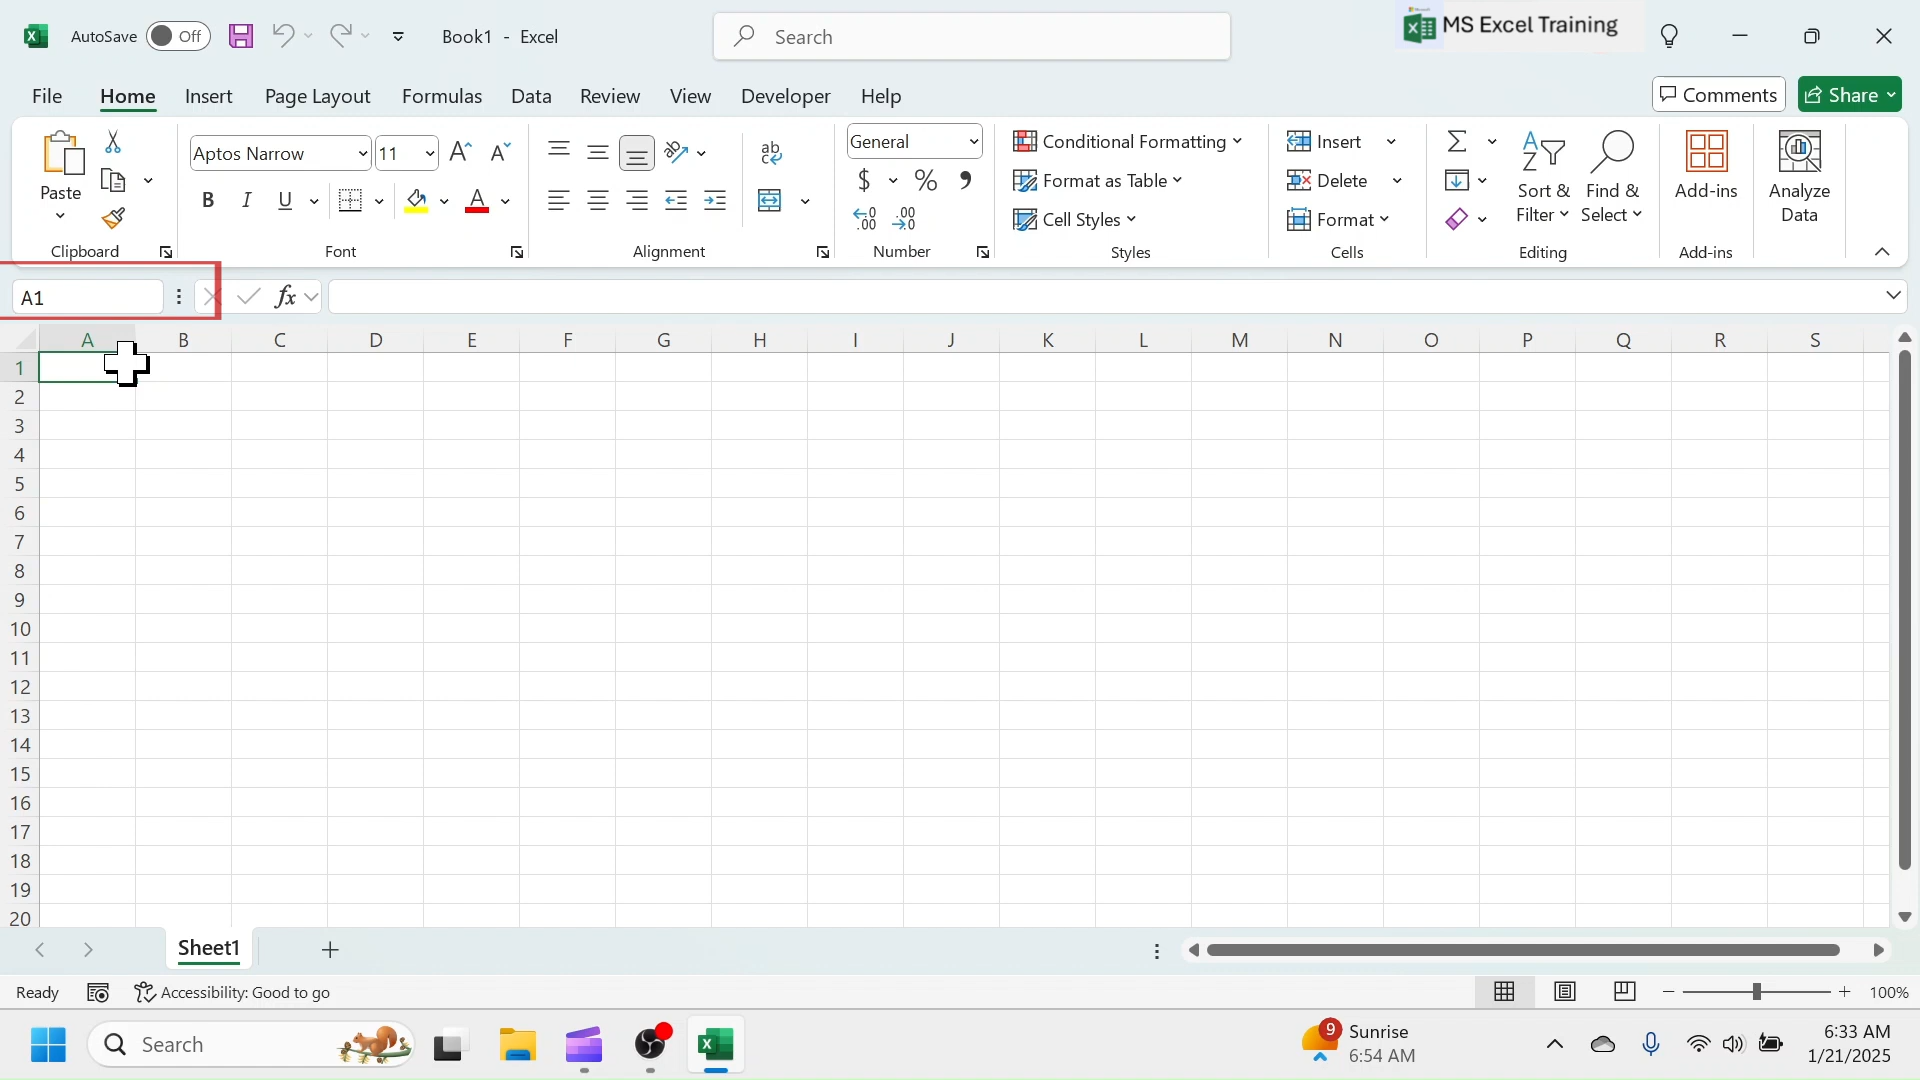 AutoSave Off Book1 - Excel Search MS Excel Training
File Home Insert Page Layout Formulas Data Review View Developer Help Comments Share
Paste
Clipboard
Aptos Narrow 11
B I U A
Font
ab
Alignment
General
$ % ,
.00 .0
Number
Conditional Formatting
Format as Table
Cell Styles
Styles
Insert
Delete
Format
Cells
Sort &
Filter
Find &
Select
Editing
Add-ins
Add-ins
Analyze
Data
A1 fx
A B C D E F G H I J K L M N O P Q R S
1
2
3
4
5
6
7
8
9
10
11
12
13
14
15
16
17
18
19
20
Sheet1
Ready Accessibility: Good to go 100%
Search 9 Sunrise 6:33 AM
6:54 AM 1/21/2025